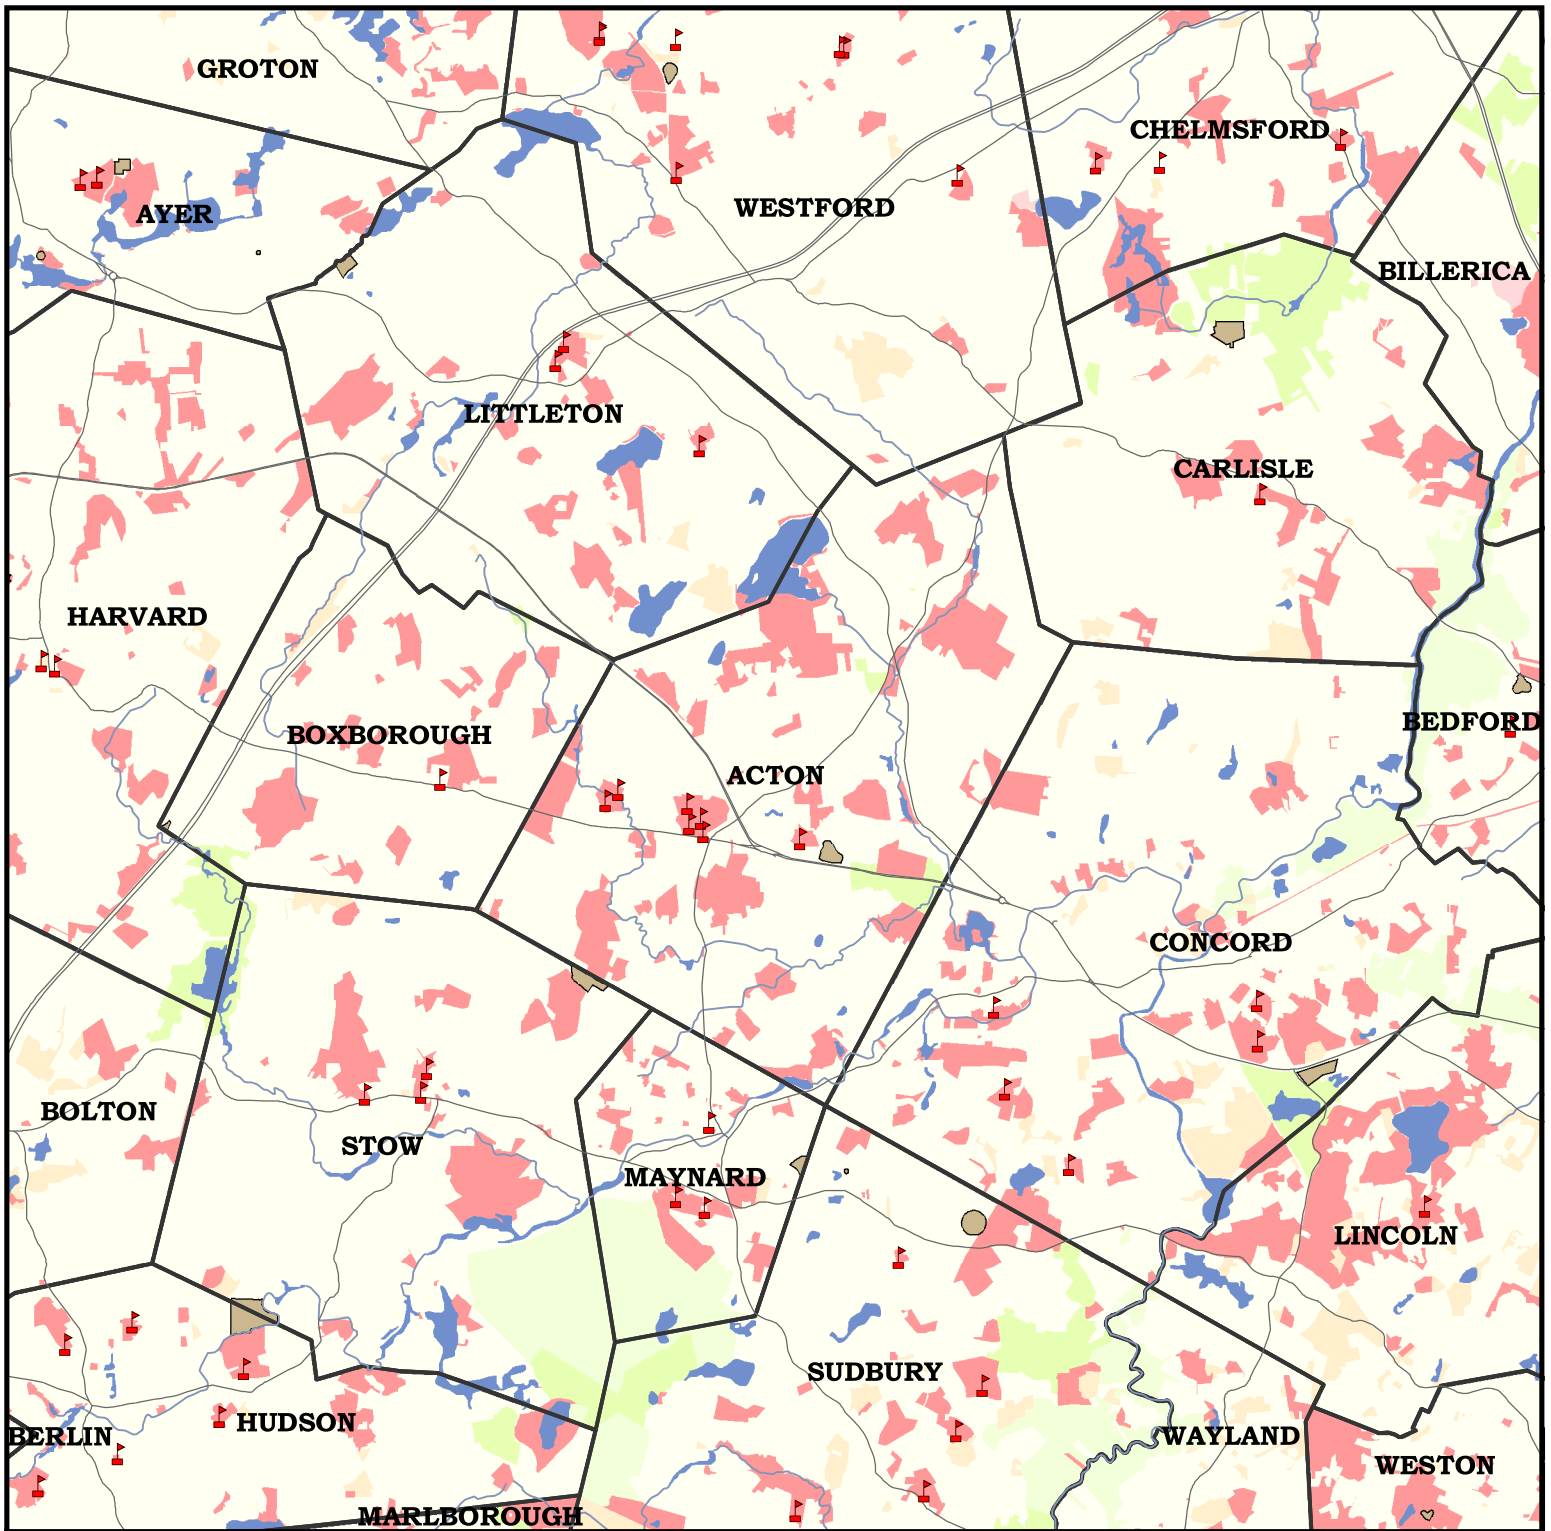 GROTON
CHELMSFORD
WESTFORD
AYER
BILLERICA
LITTLETON
CARLISLE
HARVARD
BEDFORD
BOXBOROUGH
ACTON
CONCORD
BOLTON
STOW
MAYNARD
LINCOLN
SUDBURY
HUDSON
BERLIN
WAYLAND
WESTON
MARLBOROUGH